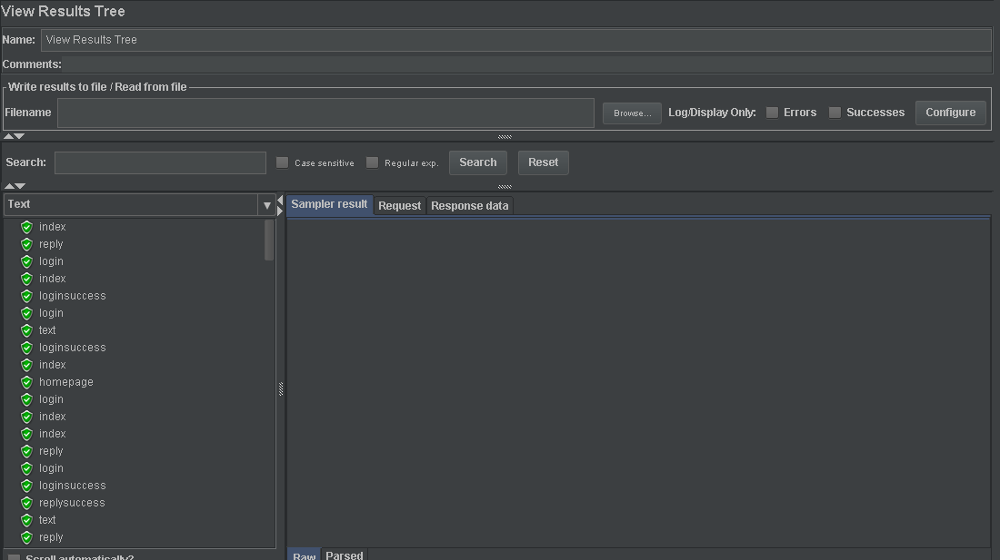 View Results Tree
Name: View Results Tree
Comments:
Write results to file / Read from file
Filename Browse... Log/Display Only: Errors Successes Configure
Search: Case sensitive Regular exp. Search Reset
Text Sampler result Request Response data
index
reply
login
index
loginsuccess
login
text
loginsuccess
index
homepage
login
index
index
reply
login
loginsuccess
replysuccess
text
reply
Scroll automatically?
Raw Parsed